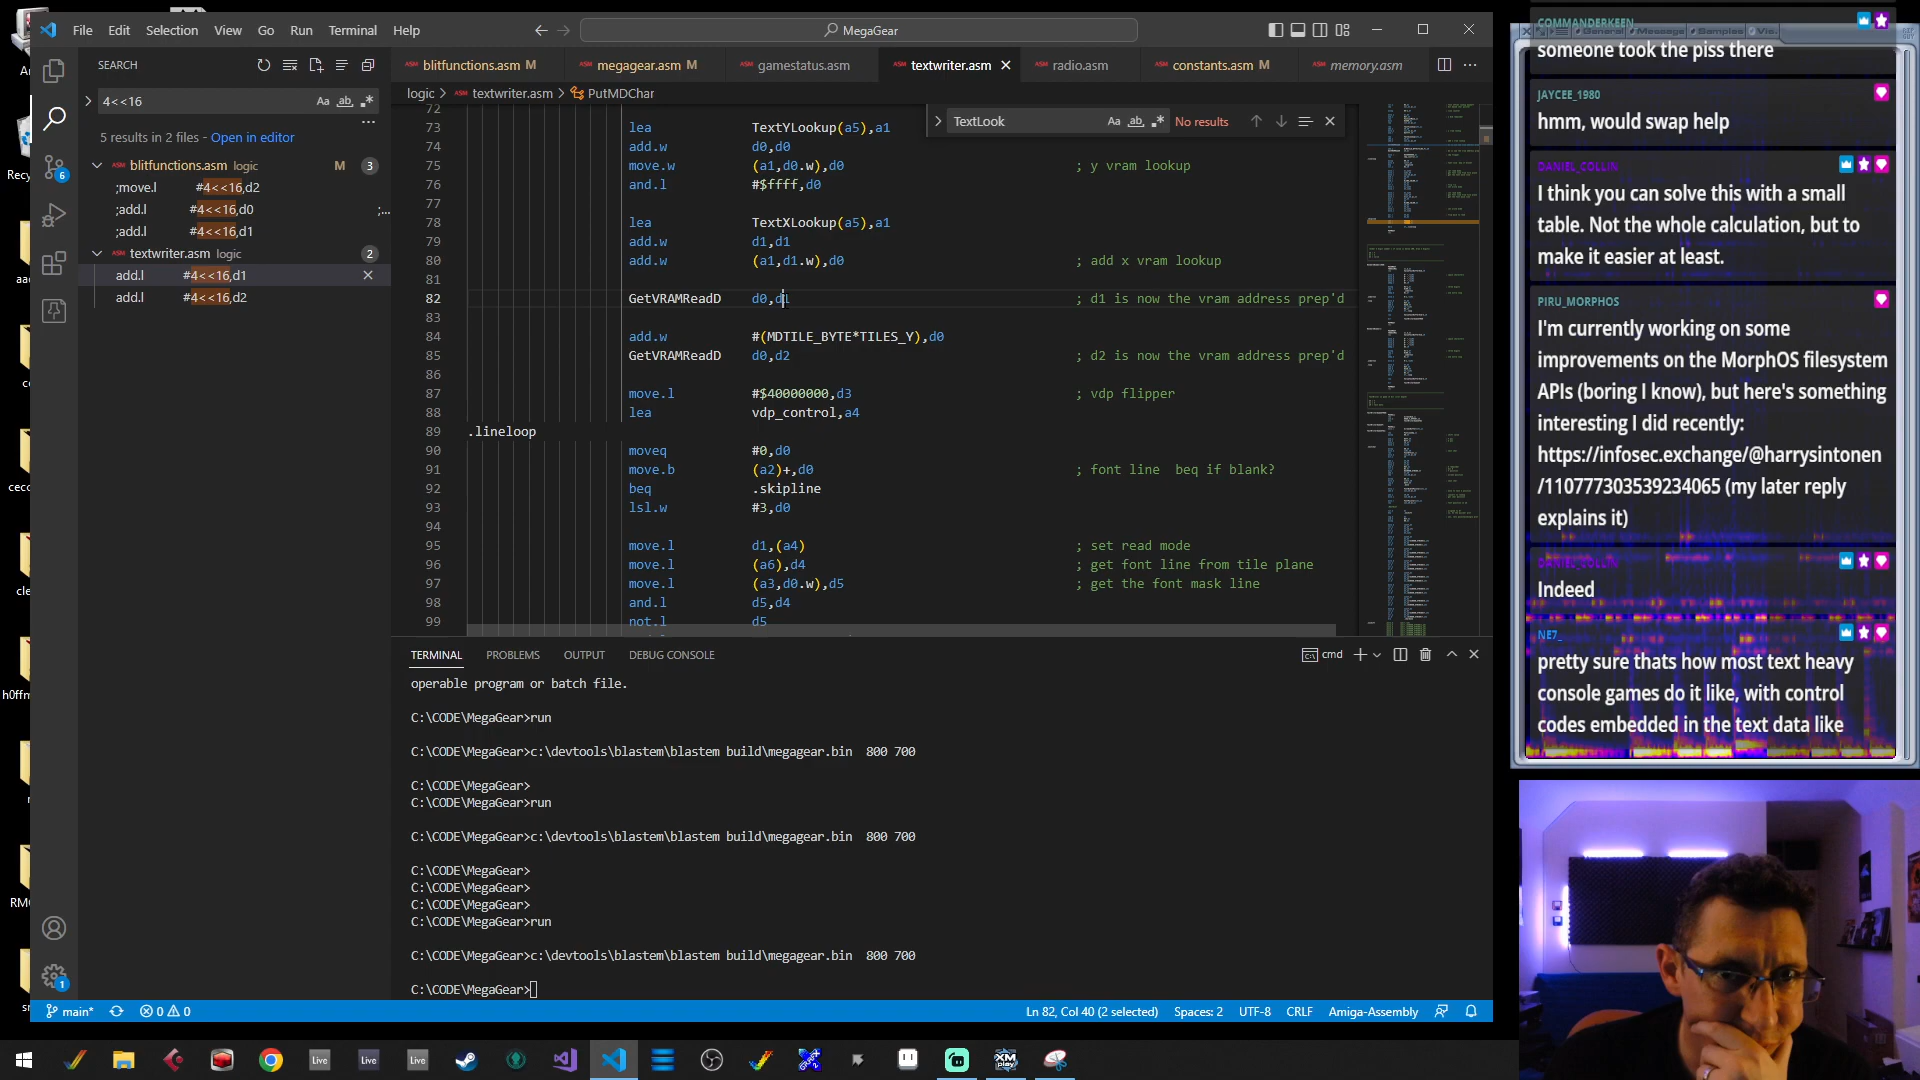 File Edit Selection View Go Run Terminal Help
MegaGear
SEARCH
4<<16
Aa ab
5 results in 2 files - Open in editor
blitfunctions.asm logic M 3
;move.l #4<<16,d2
;add.l #4<<16,d0 ;...
;add.l #4<<16,d1
textwriter.asm logic 2
add.l #4<<16,d1
add.l #4<<16,d2
blitfunctions.asm M
megagear.asm M
gamestatus.asm
textwriter.asm
radio.asm
constants.asm M
memory.asm
logic > textwriter.asm > PutMDChar
TextLook Aa ab No results
72
73 lea TextYLookup(a5),a1
74 add.w d0,d0
75 move.w (a1,d0.w),d0 ; y vram lookup
76 and.l #$ffff,d0
77
78 lea TextXLookup(a5),a1
79 add.w d1,d1
80 add.w (a1,d1.w),d0 ; add x vram lookup
81
82 GetVRAMReadD d0,d1 ; d1 is now the vram address prep'd
83
84 add.w #(MDTILE_BYTE*TILES_Y),d0
85 GetVRAMReadD d0,d2 ; d2 is now the vram address prep'd
86
87 move.l #$40000000,d3 ; vdp flipper
88 lea vdp_control,a4
89 .lineloop
90 moveq #0,d0
91 move.b (a2)+,d0 ; font line beq if blank?
92 beq .skipline
93 lsl.w #3,d0
94
95 move.l d1,(a4) ; set read mode
96 move.l (a6),d4 ; get font line from tile plane
97 move.l (a3,d0.w),d5 ; get the font mask line
98 and.l d5,d4
99 not.l d5
TERMINAL PROBLEMS OUTPUT DEBUG CONSOLE
cmd
operable program or batch file.
C:\CODE\MegaGear>run
C:\CODE\MegaGear>c:\devtools\blastem\blastem build\megagear.bin 800 700
C:\CODE\MegaGear>
C:\CODE\MegaGear>run
C:\CODE\MegaGear>c:\devtools\blastem\blastem build\megagear.bin 800 700
C:\CODE\MegaGear>
C:\CODE\MegaGear>
C:\CODE\MegaGear>
C:\CODE\MegaGear>run
C:\CODE\MegaGear>c:\devtools\blastem\blastem build\megagear.bin 800 700
C:\CODE\MegaGear>
main* 0 0
Ln 82, Col 40 (2 selected) Spaces: 2 UTF-8 CRLF Amiga-Assembly
6
1
Live Live Live
COMMANDERKEEN
someone took the piss there
JAYCEE_1980
hmm, would swap help
DANIEL_COLLIN
I think you can solve this with a small
table. Not the whole calculation, but to
make it easier at least.
PIRU_MORPHOS
I'm currently working on some
improvements on the MorphOS filesystem
APIs (boring I know), but here's something
interesting I did recently:
https://infosec.exchange/@harrysintonen
/110777303539234065 (my later reply
explains it)
DANIEL_COLLIN
Indeed
NE7_
pretty sure thats how most text heavy
console games do it like, with control
codes embedded in the text data like